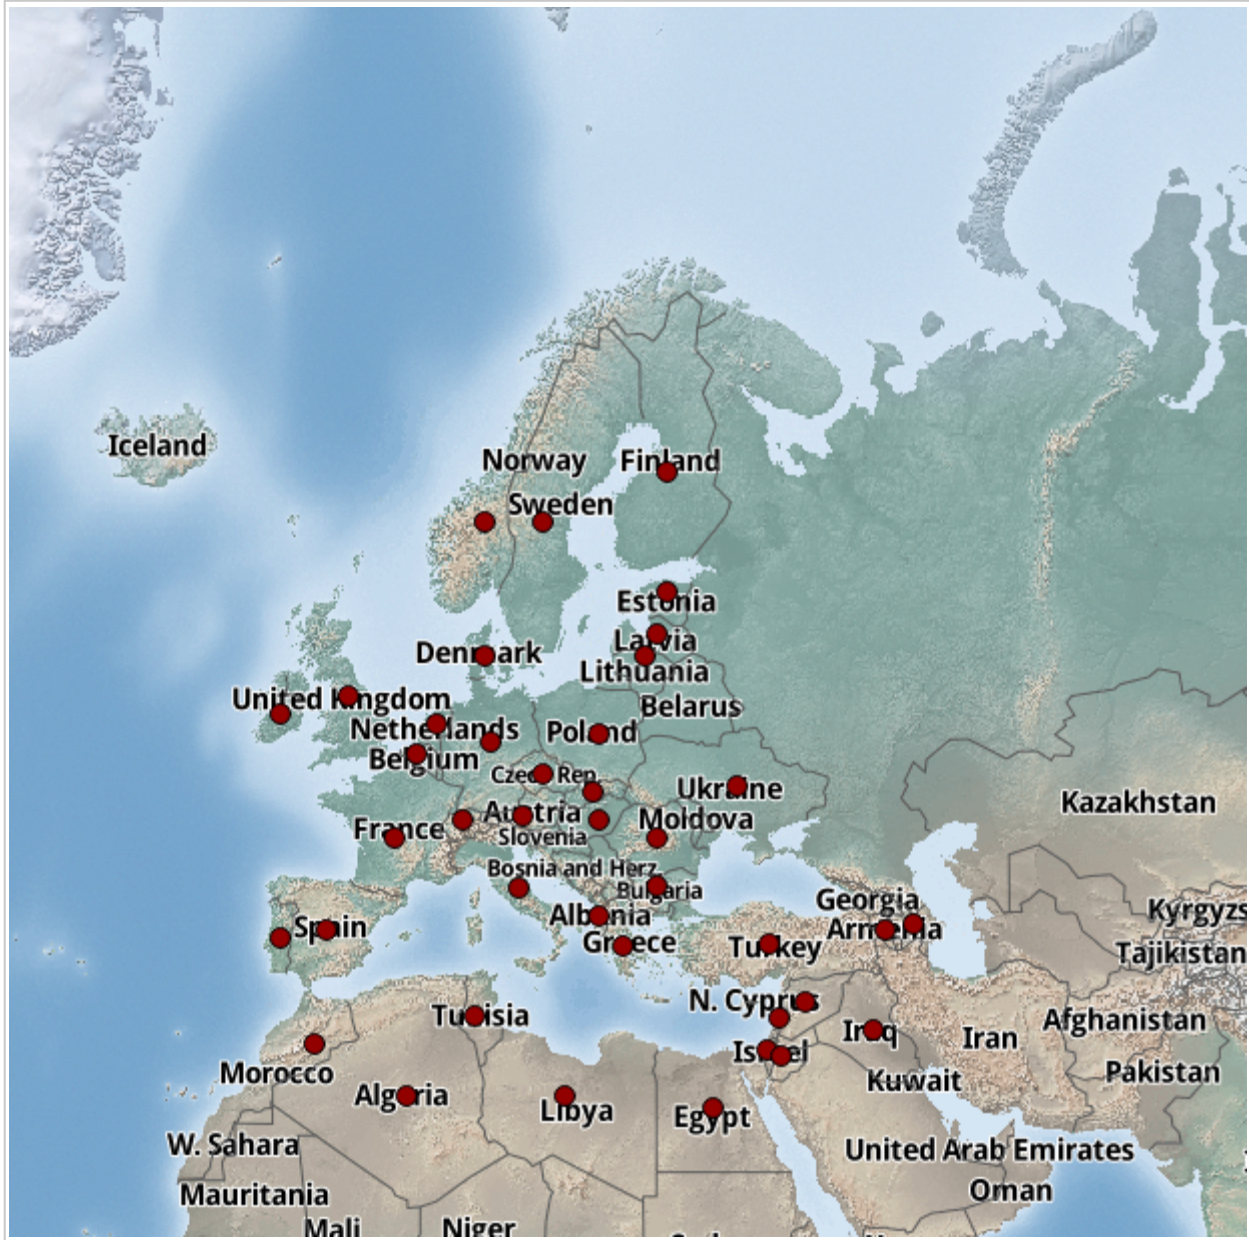 Iceland
Norway
Finland
Sweden
Estonia
Latvia
Denmark
Lithuania
United Kingdom
Belarus
Netherlands
Poland
Belgium
Czech Rep.
Ukraine
Kazakhstan
Austria
Moldova
France
Slovenia
Bosnia and Herz.
Bulgaria
Georgia
Kyrgyzs
Albania
Spain
Armenia
Greece
Turkey
Tajikistan
N. Cyprus
Tunisia
Afghanistan
Iraq
Iran
Israel
Morocco
Kuwait
Pakistan
Algeria
Libya
Egypt
W. Sahara
United Arab Emirates
Mauritania
Oman
Mali
Niger